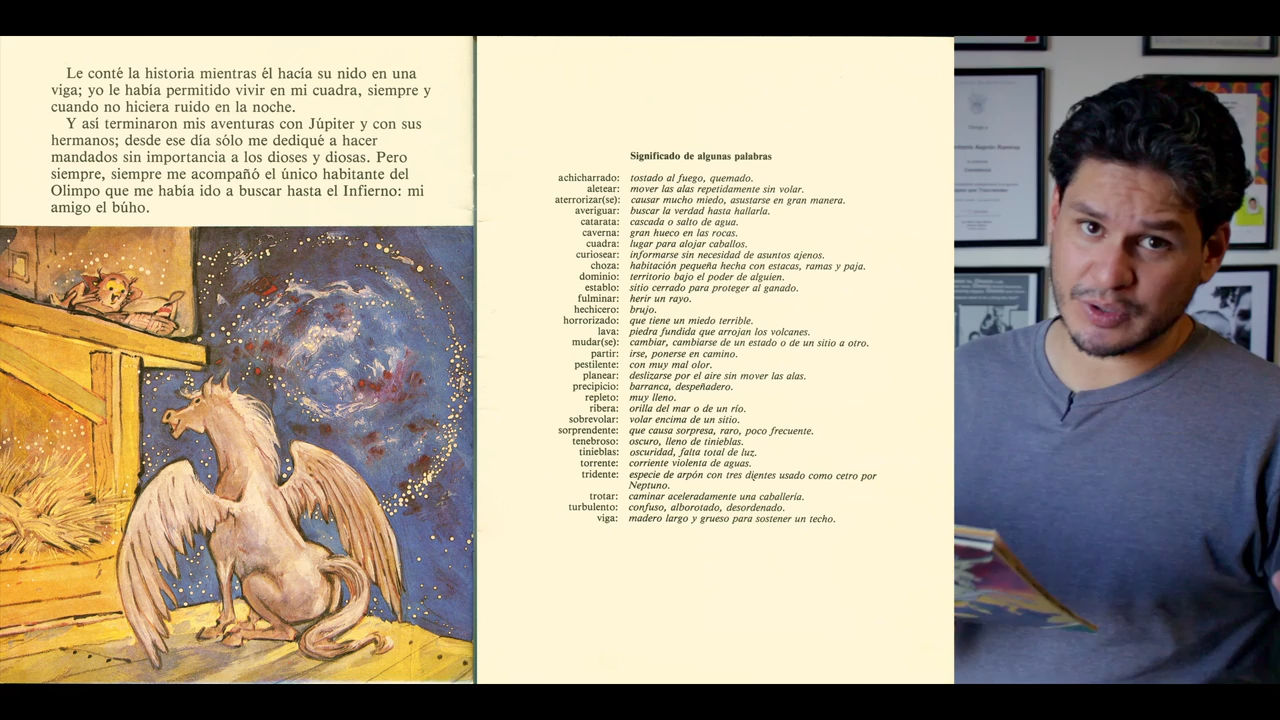 Le conté la historia mientras él hacía su nido en una
viga; yo le había permitido vivir en mi cuadra, siempre y
cuando no hiciera ruido en la noche.
Y así terminaron mis aventuras con Júpiter y con sus
hermanos; desde ese día sólo me dediqué a hacer
mandados sin importancia a los dioses y diosas. Pero
siempre, siempre me acompañó el único habitante del
Olimpo que me había ido a buscar hasta el Infierno: mi
amigo el búho.
Significado de algunas palabras
achicharrado: tostado al fuego, quemado.
aletear: mover las alas repetidamente sin volar.
aterrorizar(se): causar mucho miedo, asustarse en gran manera.
averiguar: buscar la verdad hasta hallarla.
catarata: cascada o salto de agua.
caverna: gran hueco en las rocas.
cuadra: lugar para alojar caballos.
curiosear: informarse sin necesidad de asuntos ajenos.
choza: habitación pequeña hecha con estacas, ramas y paja.
dominio: territorio bajo el poder de alguien.
establo: sitio cerrado para proteger al ganado.
fulminar: herir un rayo.
hechicero: brujo.
horrorizado: que tiene un miedo terrible.
lava: piedra fundida que arrojan los volcanes.
mudar(se): cambiar, cambiarse de un estado o de un sitio a otro.
partir: irse, ponerse en camino.
pestilente: con muy mal olor.
planear: deslizarse por el aire sin mover las alas.
precipicio: barranca, despeñadero.
repleto: muy lleno.
ribera: orilla del mar o de un río.
sobrevolar: volar encima de un sitio.
sorprendente: que causa sorpresa, raro, poco frecuente.
tenebroso: oscuro, lleno de tinieblas.
tinieblas: oscuridad, falta total de luz.
torrente: corriente violenta de aguas.
tridente: especie de arpón con tres dientes usado como cetro por
Neptuno.
trotar: caminar aceleradamente una caballería.
turbulento: confuso, alborotado, desordenado.
viga: madero largo y grueso para sostener un techo.